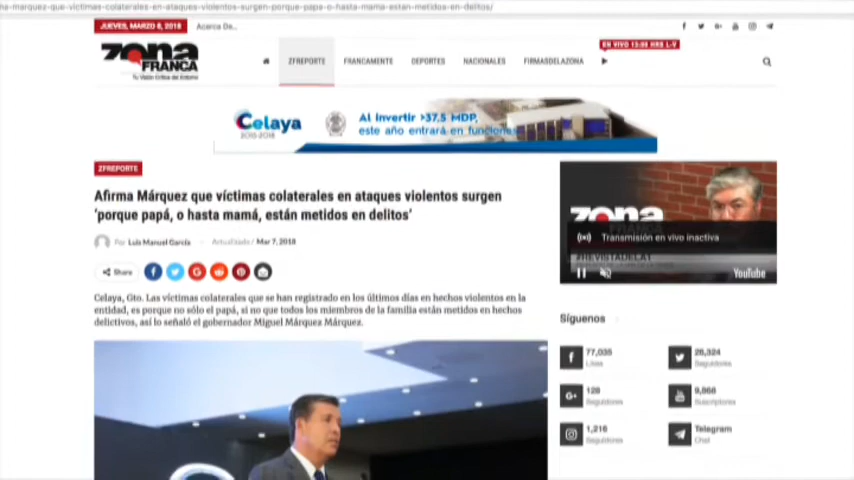 na-marquez-que-victimas-colaterales-en-ataques-violentos-surgen-porque-papa-o-hasta-mama-estan-metidos-en-delitos/
JUEVES, MARZO 8, 2018
Acerca De..
ZONA FRANCA
Tu Visión Crítica del Entorno
ZFREPORTE
FRANCAMENTE
DEPORTES
NACIONALES
FIRMASDELAZONA
EN VIVO 13:00 HRS L-V
Celaya
2015-2018
Al invertir >37.5 MDP,
este año entrará en funciones
ZFREPORTE
Afirma Márquez que víctimas colaterales en ataques violentos surgen
'porque papá, o hasta mamá, están metidos en delitos'
Por Luis Manuel García
Actualizado / Mar 7, 2018
Share
Celaya, Gto. Las víctimas colaterales que se han registrado en los últimos días en hechos violentos en la
entidad, es porque no sólo el papá, si no que todos los miembros de la familia están metidos en hechos
delictivos, así lo señaló el gobernador Miguel Márquez Márquez.
ZONA
FRANCA
Transmisión en vivo inactiva
#REVISTADELAY
YouTube
Síguenos
77,035
Likes
26,324
Seguidores
128
Seguidores
9,868
Suscriptores
1,216
Seguidores
Telegram
Chat